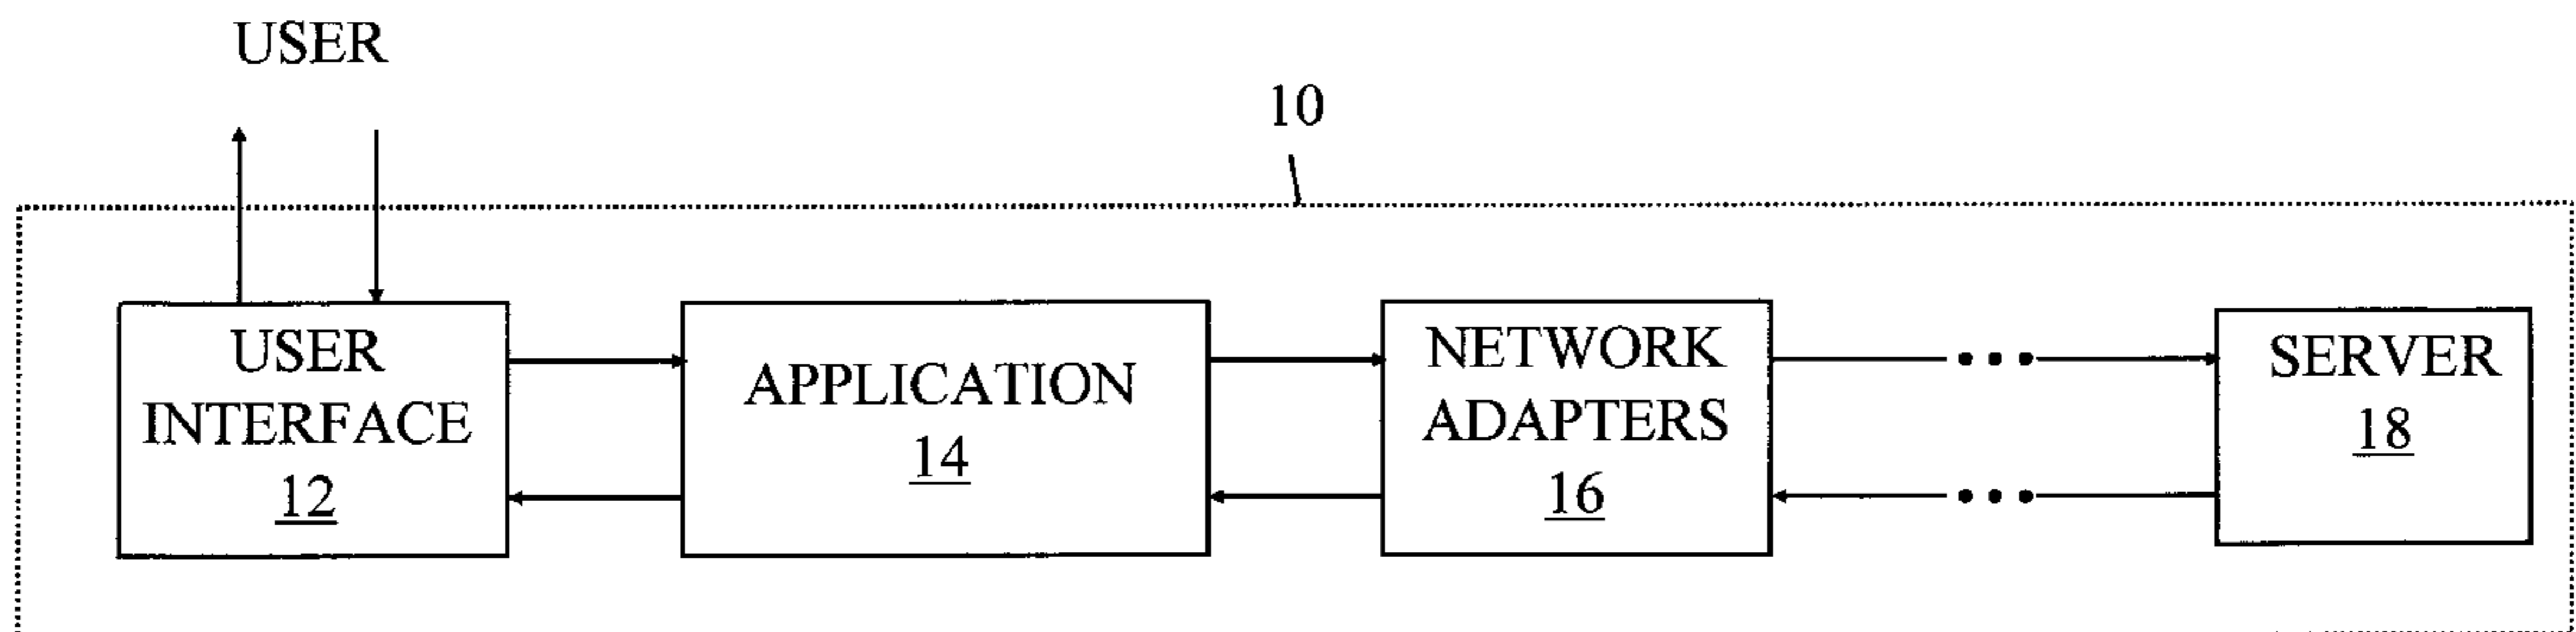 USER
10
USER
INTERFACE
12
APPLICATION
14
NETWORK
ADAPTERS
16
SERVER
18